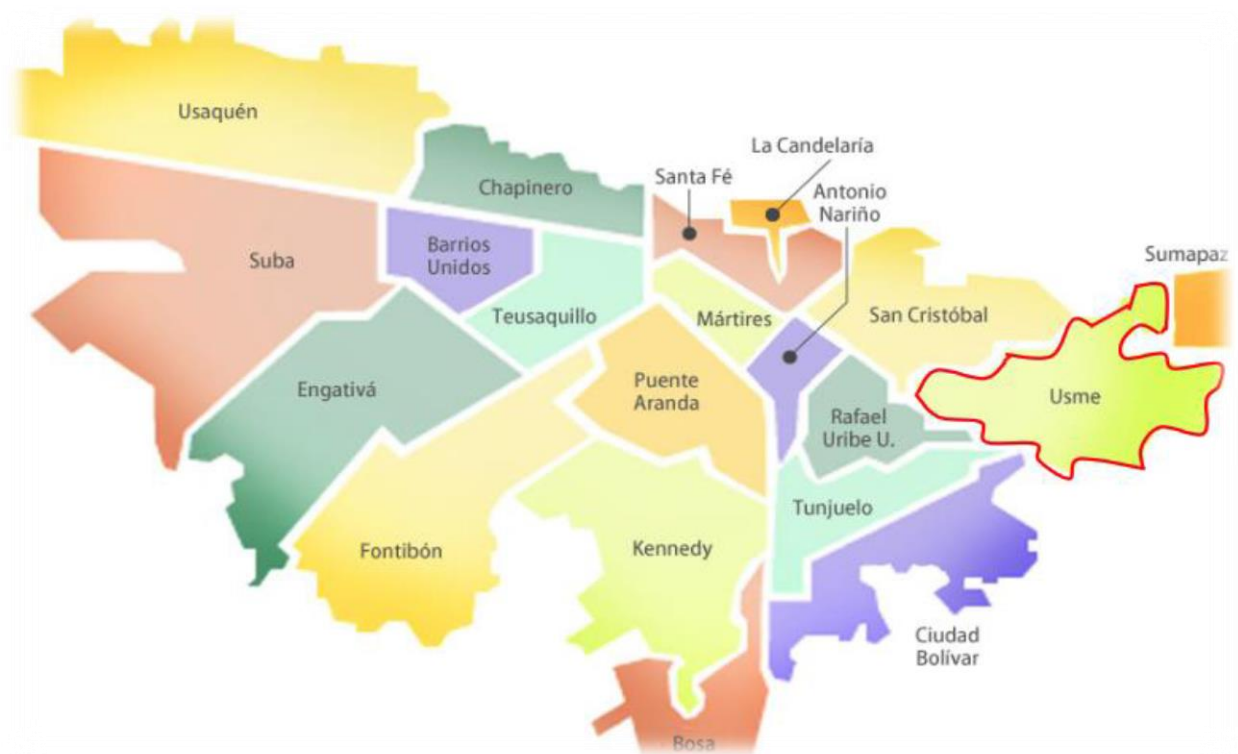 Usaquén
La Candelaría
Santa Fé
Antonio
Nariño
Chapinero
Sumapaz
Suba
Barrios
Unidos
Teusaquillo
Mártires
San Cristóbal
Engativá
Puente
Aranda
Usme
Rafael
Uribe U.
Tunjuelo
Fontibón
Kennedy
Ciudad
Bolívar
Bosa